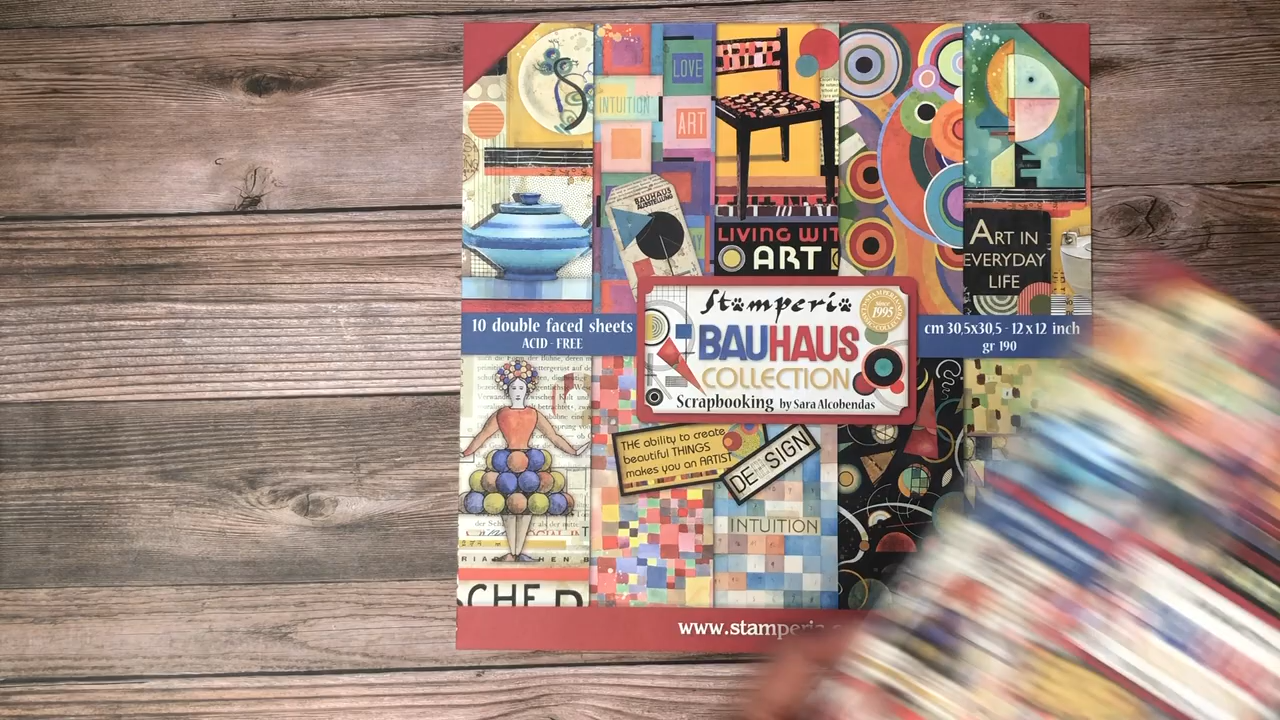 LOVE
INTUITION
ART
BAUHAUS
AUSSTELLUNG
LIVING WIT
ART
ART IN
EVERYDAY
LIFE
Stamperia
Since
1995
10 double faced sheets
ACID - FREE
BAUHAUS
COLLECTION
Scrapbooking by Sara Alcobendas
cm 30,5x30,5 - 12x12 inch
gr 190
THE ability to create
beautiful THINGS
makes you an ARTIST
DE SIGN
INTUITION
CHE
www.stamperia.